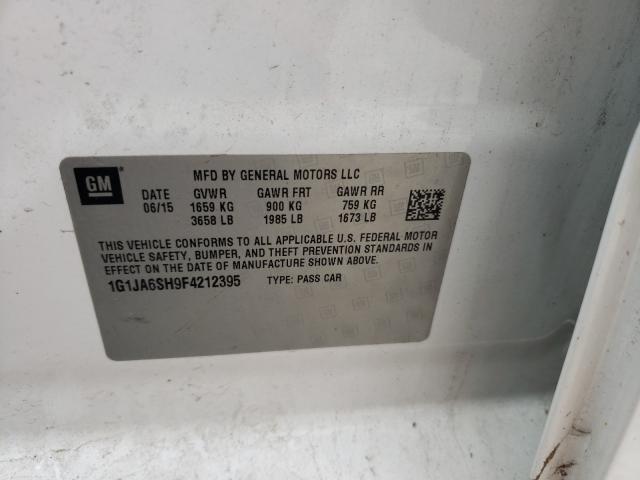 MFD BY GENERAL MOTORS LLC
GM
DATE GVWR GAWR FRT GAWR RR
06/15 1659 KG 900 KG 759 KG
3658 LB 1985 LB 1673 LB
THIS VEHICLE CONFORMS TO ALL APPLICABLE U.S. FEDERAL MOTOR
VEHICLE SAFETY, BUMPER, AND THEFT PREVENTION STANDARDS IN
EFFECT ON THE DATE OF MANUFACTURE SHOWN ABOVE.
1G1JA6SH9F4212395 TYPE: PASS CAR